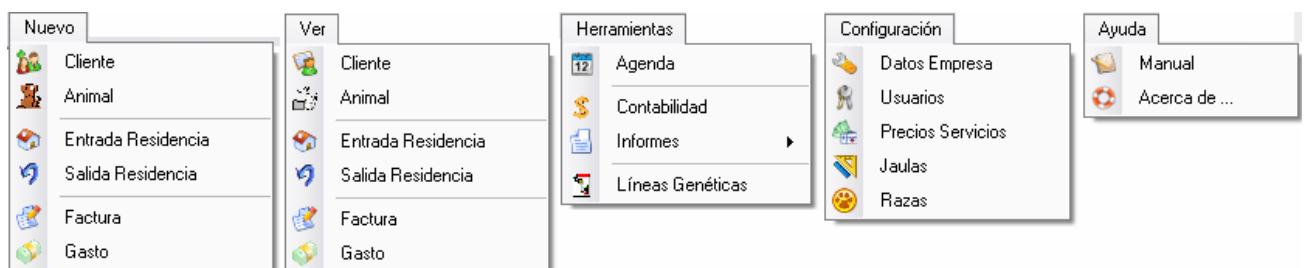 Nuevo
Cliente
Animal
Entrada Residencia
Salida Residencia
Factura
Gasto
Ver
Cliente
Animal
Entrada Residencia
Salida Residencia
Factura
Gasto
Herramientas
12
Agenda
Contabilidad
Informes
Líneas Genéticas
Configuración
Datos Empresa
Usuarios
Precios Servicios
Jaulas
Razas
Ayuda
Manual
Acerca de ...